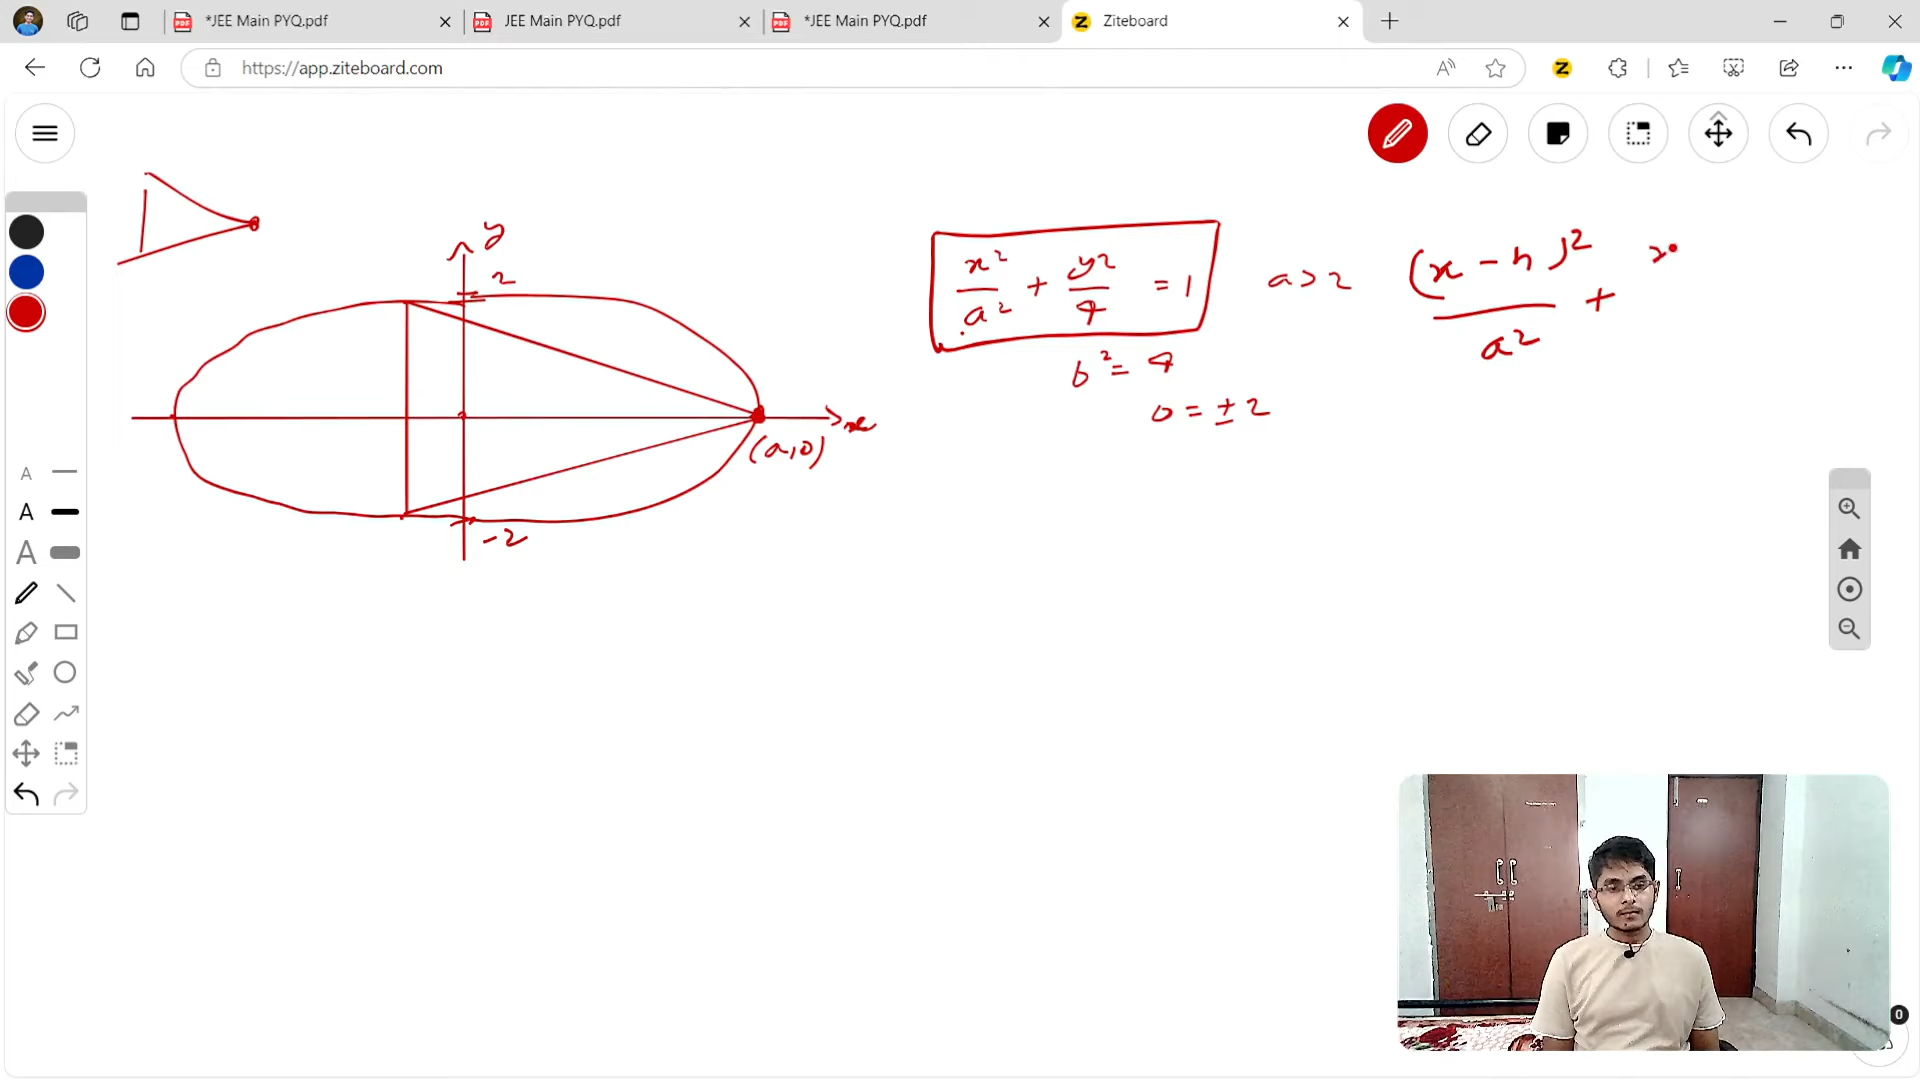 *JEE Main PYQ.pdf
JEE Main PYQ.pdf
*JEE Main PYQ.pdf
Ziteboard
https://app.ziteboard.com
y
2
x
(a,0)
-2
x²/a² + y²/4 = 1
a>2
(x-h)²/a² +
b² = 4
b = ±2
A
A
A
0